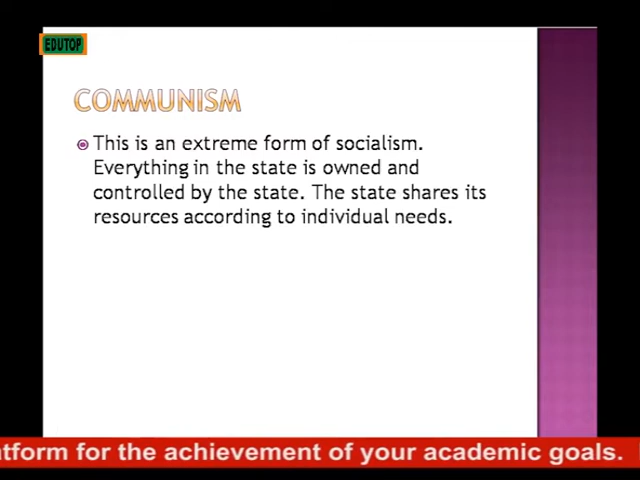 EDUTOP
COMMUNISM
This is an extreme form of socialism.
Everything in the state is owned and
controlled by the state. The state shares its
resources according to individual needs.
atform for the achievement of your academic goals.